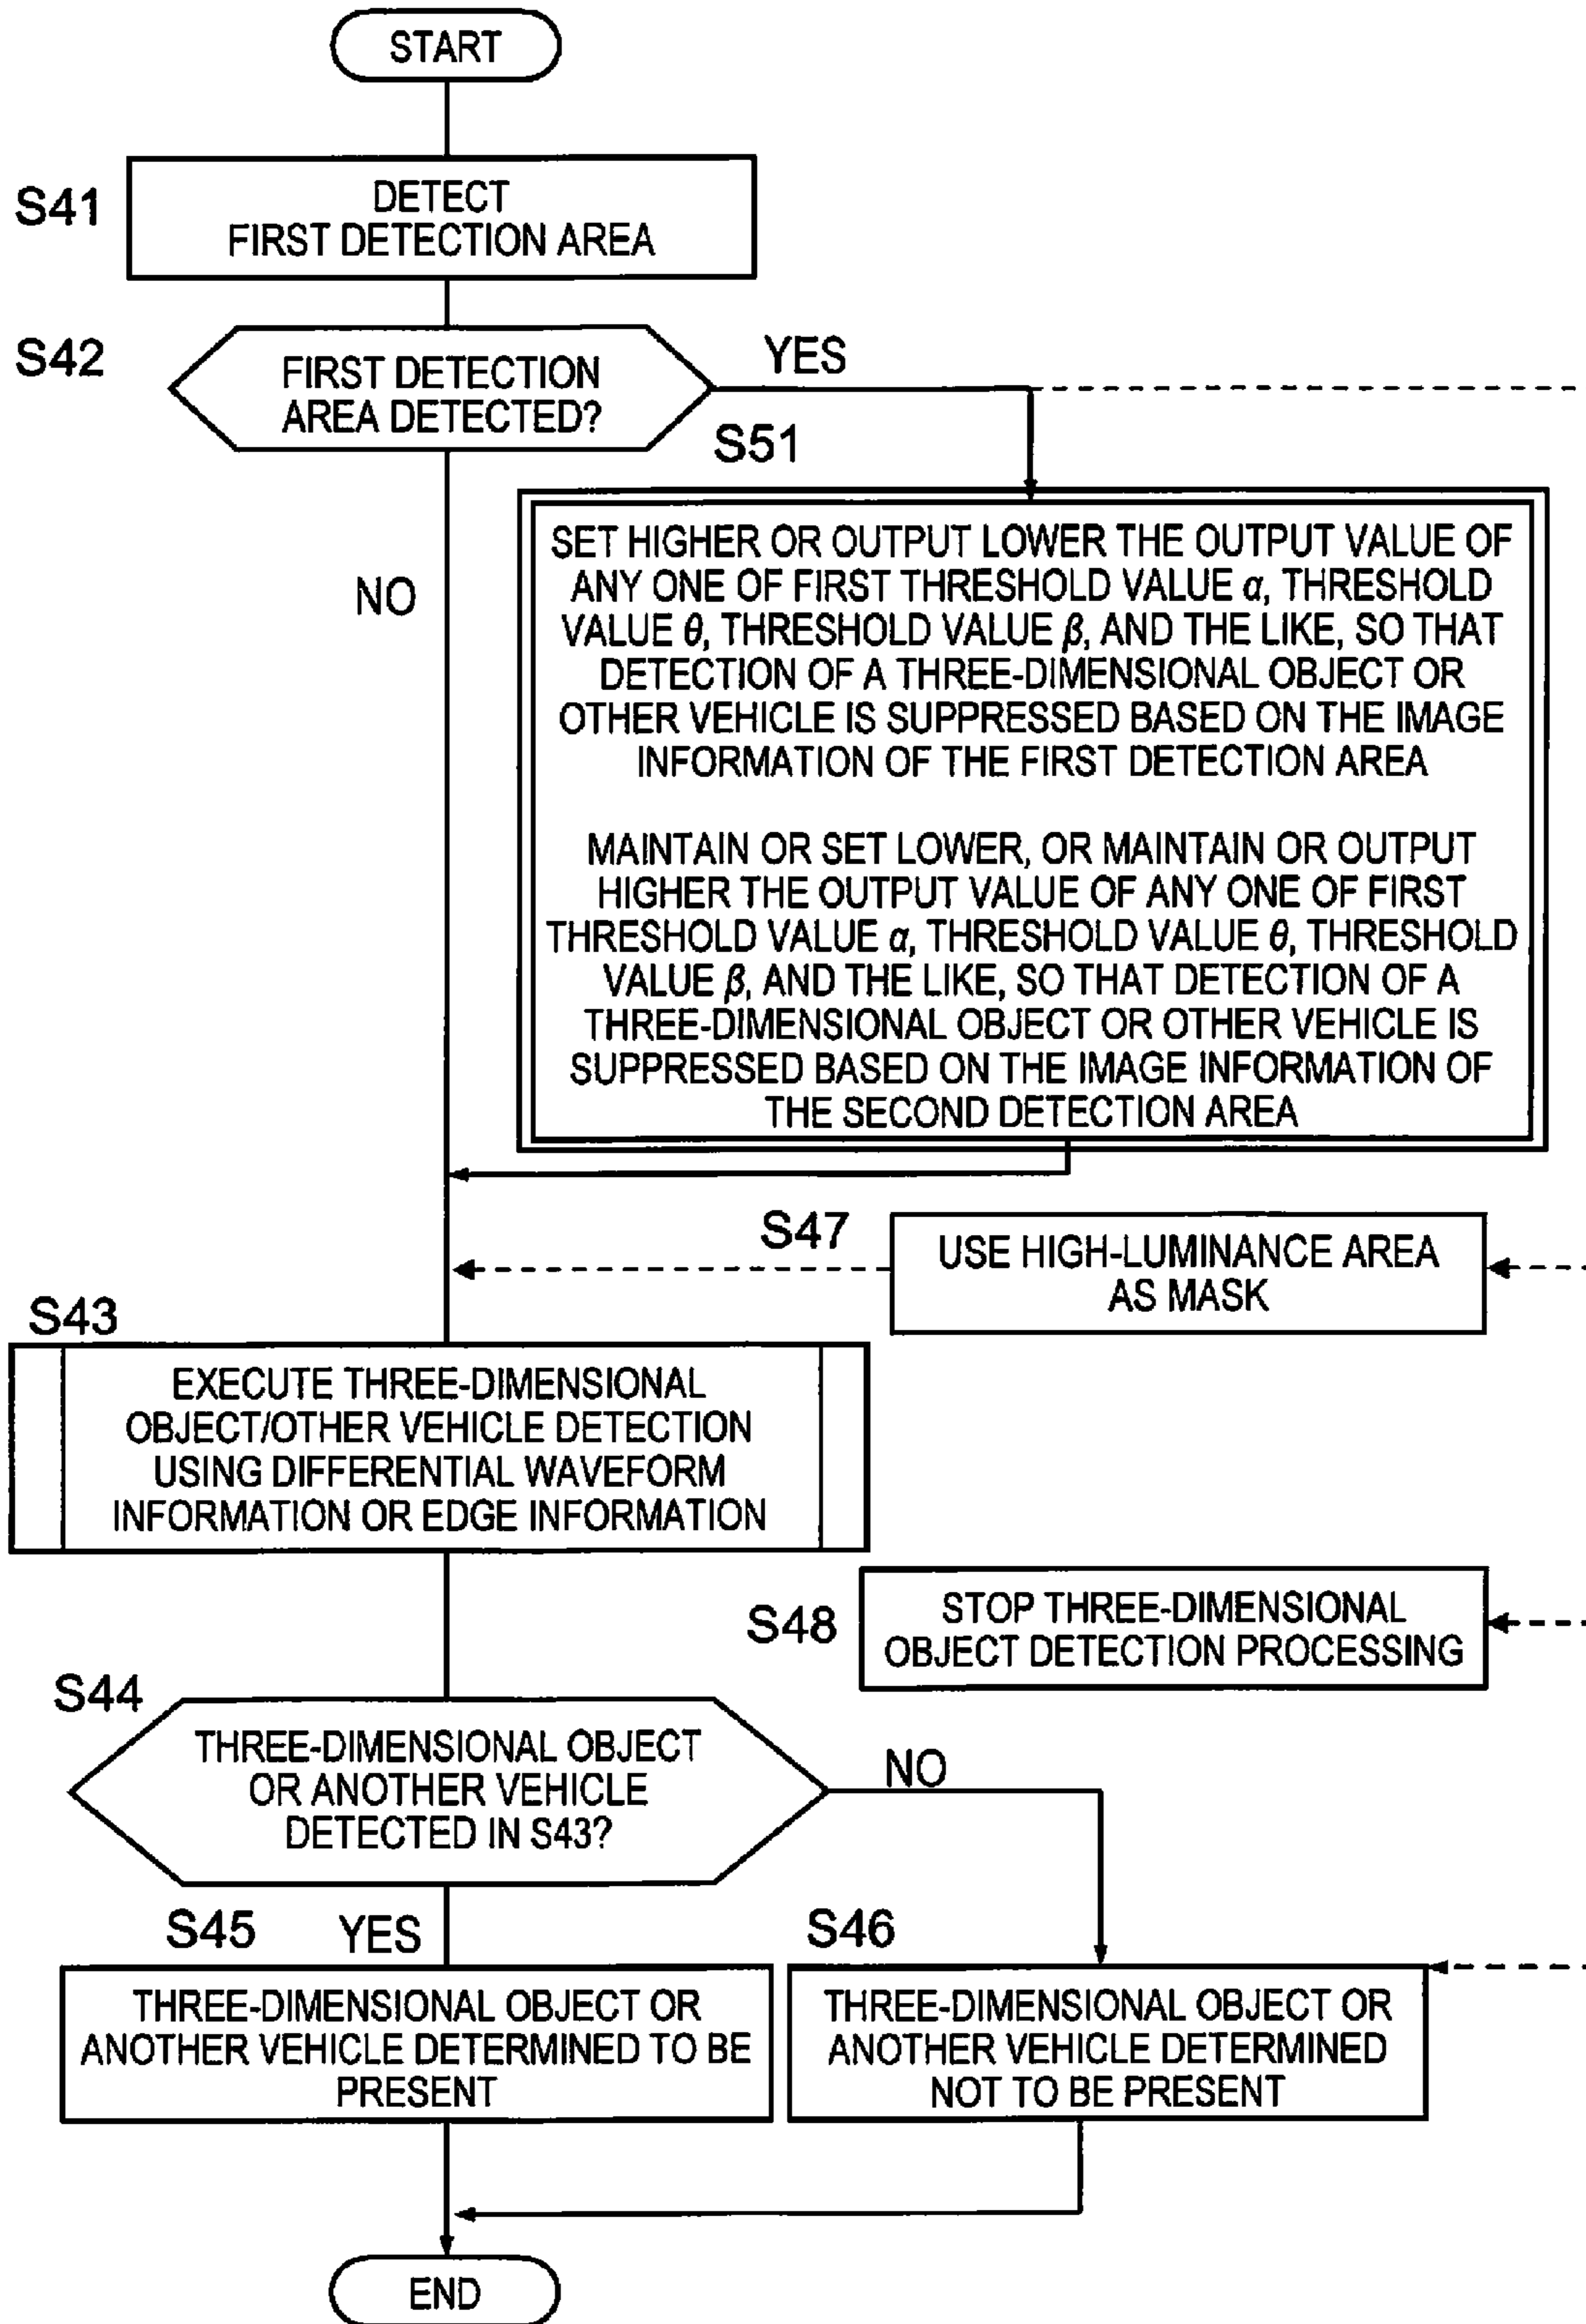 START
S41
DETECT
FIRST DETECTION AREA
S42
FIRST DETECTION
AREA DETECTED?
YES
NO
S51
SET HIGHER OR OUTPUT LOWER THE OUTPUT VALUE OF
ANY ONE OF FIRST THRESHOLD VALUE α, THRESHOLD
VALUE θ, THRESHOLD VALUE β, AND THE LIKE, SO THAT
DETECTION OF A THREE-DIMENSIONAL OBJECT OR
OTHER VEHICLE IS SUPPRESSED BASED ON THE IMAGE
INFORMATION OF THE FIRST DETECTION AREA
MAINTAIN OR SET LOWER, OR MAINTAIN OR OUTPUT
HIGHER THE OUTPUT VALUE OF ANY ONE OF FIRST
THRESHOLD VALUE α, THRESHOLD VALUE θ, THRESHOLD
VALUE β, AND THE LIKE, SO THAT DETECTION OF A
THREE-DIMENSIONAL OBJECT OR OTHER VEHICLE IS
SUPPRESSED BASED ON THE IMAGE INFORMATION OF
THE SECOND DETECTION AREA
S47
USE HIGH-LUMINANCE AREA
AS MASK
S43
EXECUTE THREE-DIMENSIONAL
OBJECT/OTHER VEHICLE DETECTION
USING DIFFERENTIAL WAVEFORM
INFORMATION OR EDGE INFORMATION
S48
STOP THREE-DIMENSIONAL
OBJECT DETECTION PROCESSING
S44
THREE-DIMENSIONAL OBJECT
OR ANOTHER VEHICLE
DETECTED IN S43?
NO
S45
YES
THREE-DIMENSIONAL OBJECT OR
ANOTHER VEHICLE DETERMINED TO BE
PRESENT
S46
THREE-DIMENSIONAL OBJECT OR
ANOTHER VEHICLE DETERMINED
NOT TO BE PRESENT
END